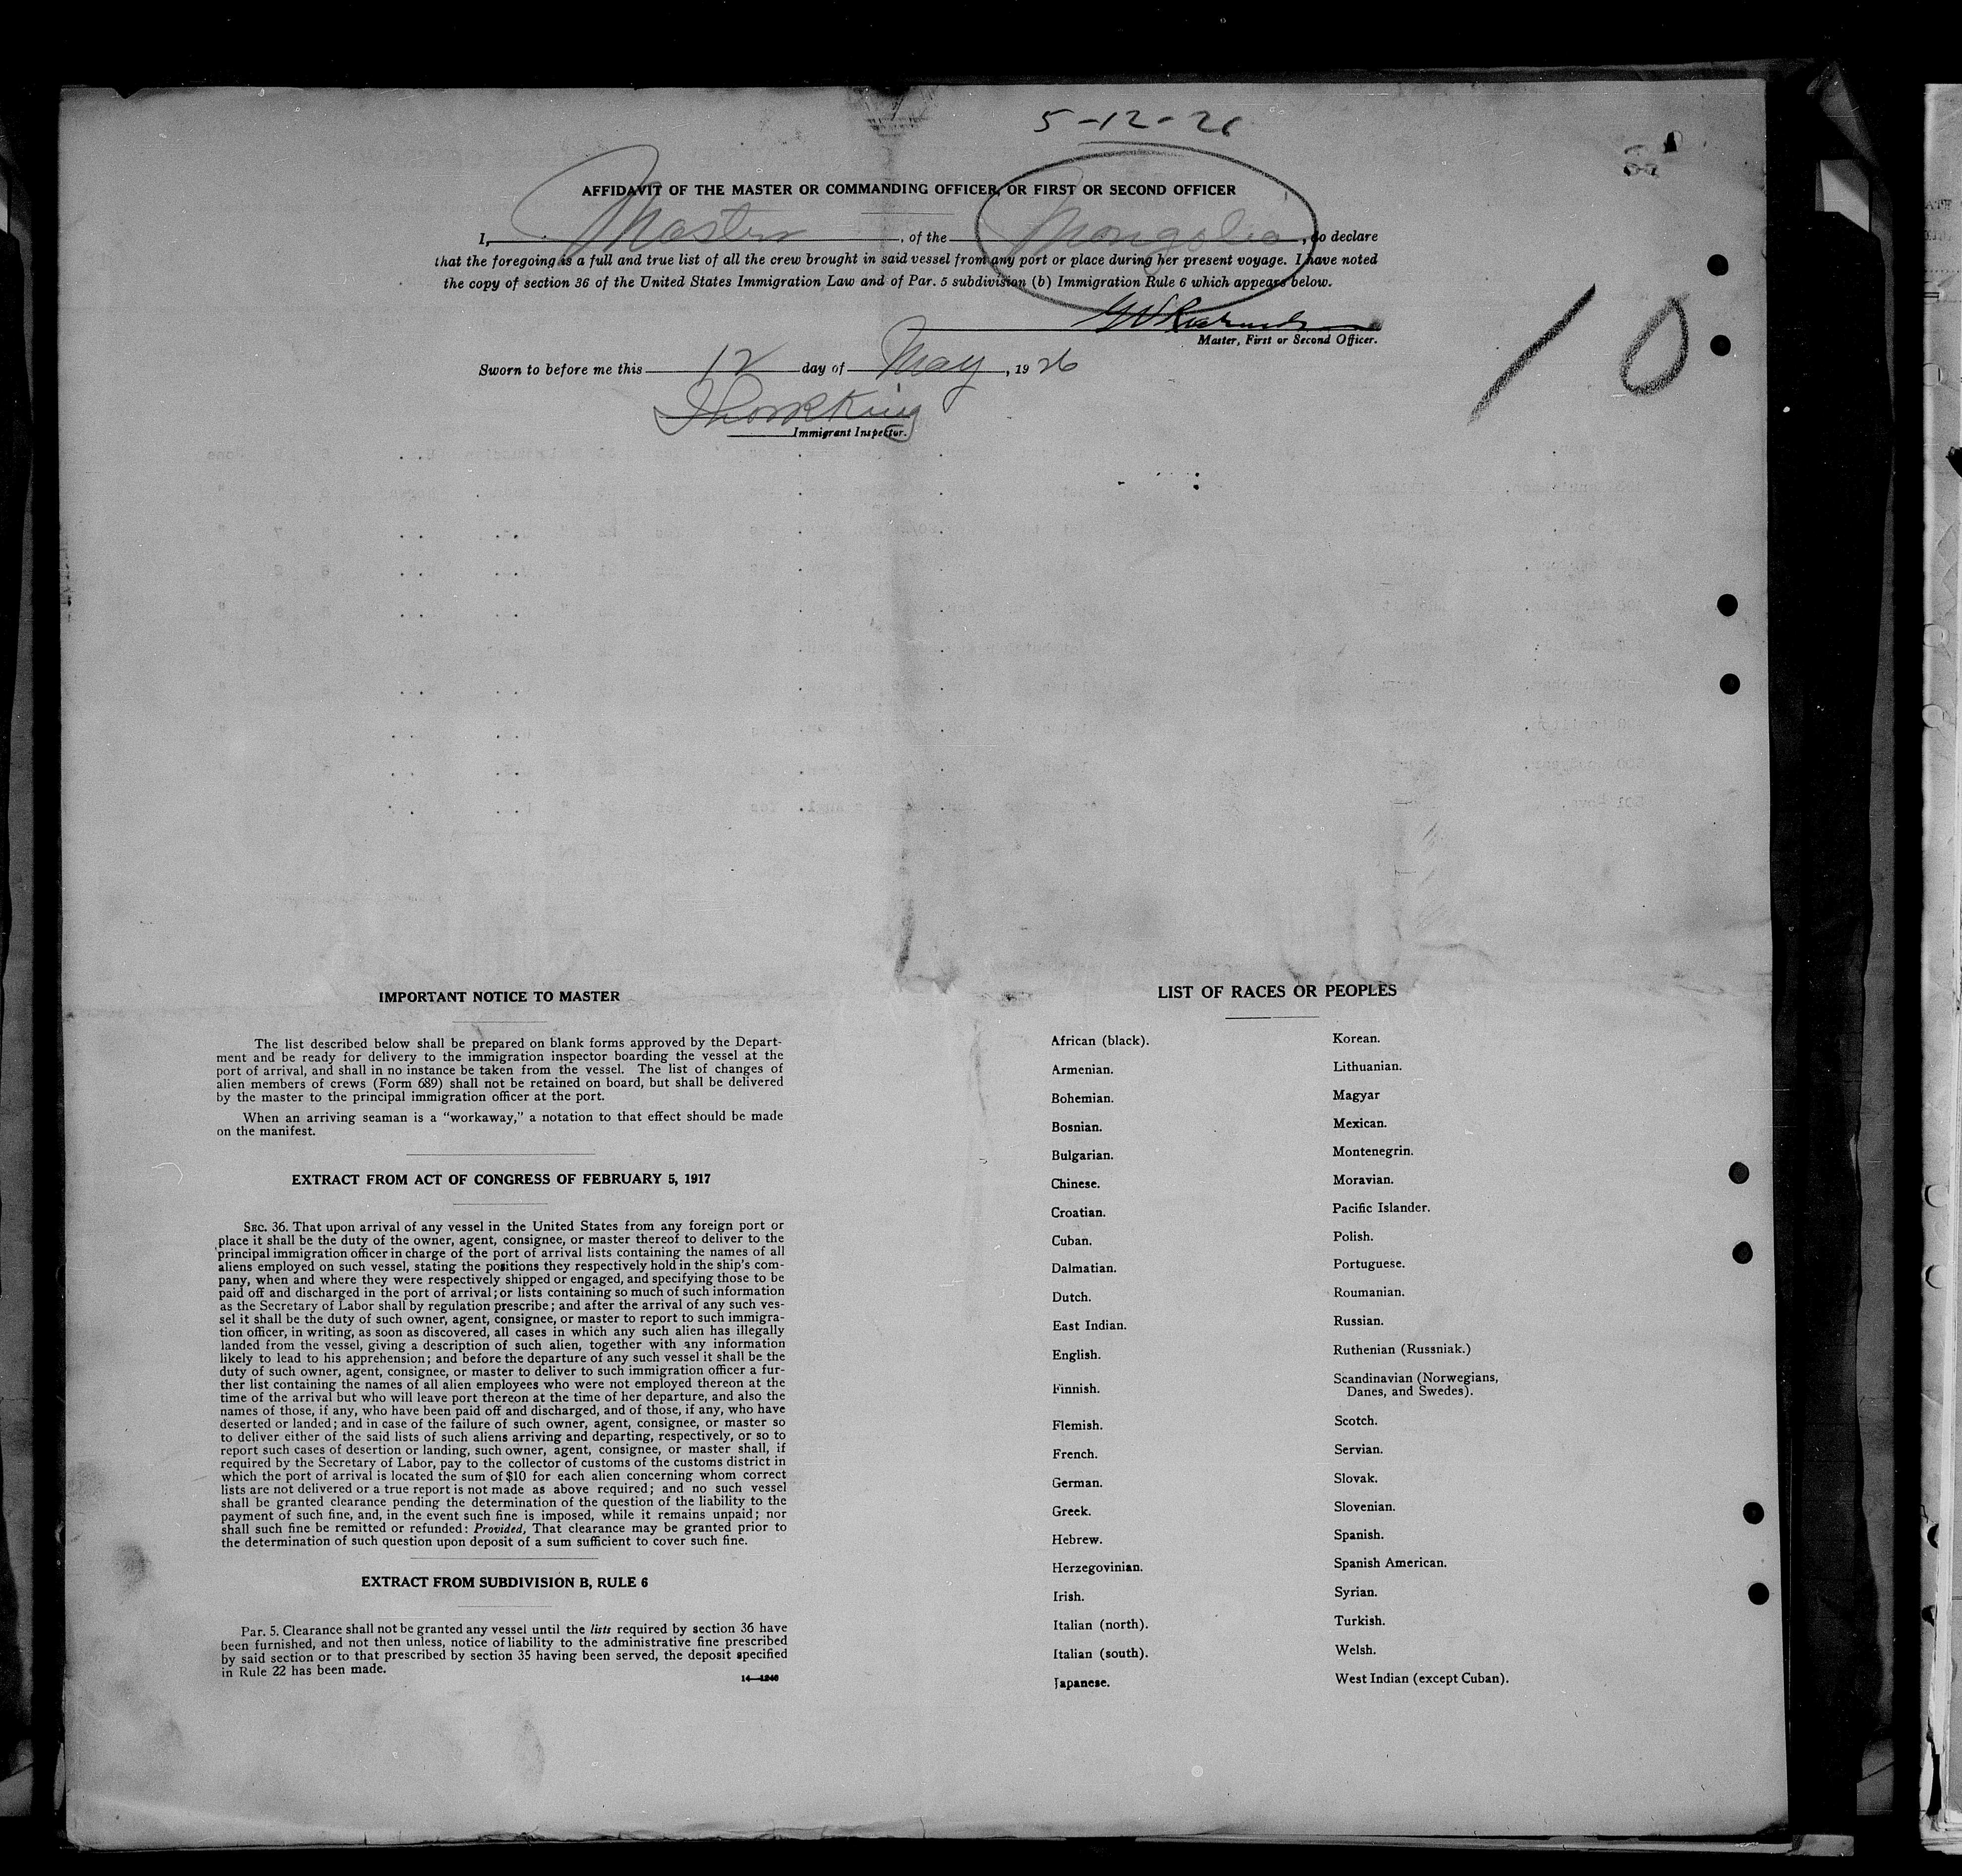 5-12-26
AFFIDAVIT OF THE MASTER OR COMMANDING OFFICER, OR FIRST OR SECOND OFFICER
I, Master, of the Mongolia, do declare
that the foregoing is a full and true list of all the crew brought in said vessel from any port or place during her present voyage. I have noted
the copy of section 36 of the United States Immigration Law and of Par. 5 subdivision (b) Immigration Rule 6 which appears below.
Master, First or Second Officer.
10
Sworn to before me this 12 day of May, 1926
Immigrant Inspector.
IMPORTANT NOTICE TO MASTER
The list described below shall be prepared on blank forms approved by the Depart-
ment and be ready for delivery to the immigration inspector boarding the vessel at the
port of arrival, and shall in no instance be taken from the vessel. The list of changes of
alien members of crews (Form 689) shall not be retained on board, but shall be delivered
by the master to the principal immigration officer at the port.
When an arriving seaman is a “workaway,” a notation to that effect should be made
on the manifest.
EXTRACT FROM ACT OF CONGRESS OF FEBRUARY 5, 1917
SEC. 36. That upon arrival of any vessel in the United States from any foreign port or
place it shall be the duty of the owner, agent, consignee, or master thereof to deliver to the
principal immigration officer in charge of the port of arrival lists containing the names of all
aliens employed on such vessel, stating the positions they respectively hold in the ship's com-
pany, when and where they were respectively shipped or engaged, and specifying those to be
paid off and discharged in the port of arrival; or lists containing so much of such information
as the Secretary of Labor shall by regulation prescribe; and after the arrival of any such ves-
sel it shall be the duty of such owner, agent, consignee, or master to report to such immigra-
tion officer, in writing, as soon as discovered, all cases in which any such alien has illegally
landed from the vessel, giving a description of such alien, together with any information
likely to lead to his apprehension; and before the departure of any such vessel it shall be the
duty of such owner, agent, consignee, or master to deliver to such immigration officer a fur-
ther list containing the names of all alien employees who were not employed thereon at the
time of the arrival but who will leave port thereon at the time of her departure, and also the
names of those, if any, who have been paid off and discharged, and of those, if any, who have
deserted or landed; and in case of the failure of such owner, agent, consignee, or master so
to deliver either of the said lists of such aliens arriving and departing, respectively, or so to
report such cases of desertion or landing, such owner, agent, consignee, or master shall, if
required by the Secretary of Labor, pay to the collector of customs of the customs district in
which the port of arrival is located the sum of $10 for each alien concerning whom correct
lists are not delivered or a true report is not made as above required; and no such vessel
shall be granted clearance pending the determination of the question of the liability to the
payment of such fine, and, in the event such fine is imposed, while it remains unpaid; nor
shall such fine be remitted or refunded: Provided, That clearance may be granted prior to
the determination of such question upon deposit of a sum sufficient to cover such fine.
EXTRACT FROM SUBDIVISION B, RULE 6
Par. 5. Clearance shall not be granted any vessel until the lists required by section 36 have
been furnished, and not then unless, notice of liability to the administrative fine prescribed
by said section or to that prescribed by section 35 having been served, the deposit specified
in Rule 22 has been made.
14—1240
LIST OF RACES OR PEOPLES
African (black).
Armenian.
Bohemian.
Bosnian.
Bulgarian.
Chinese.
Croatian.
Cuban.
Dalmatian.
Dutch.
East Indian.
English.
Finnish.
Flemish.
French.
German.
Greek.
Hebrew.
Herzegovinian.
Irish.
Italian (north).
Italian (south).
Japanese.
Korean.
Lithuanian.
Magyar
Mexican.
Montenegrin.
Moravian.
Pacific Islander.
Polish.
Portuguese.
Roumanian.
Russian.
Ruthenian (Russniak.)
Scandinavian (Norwegians,
Danes, and Swedes).
Scotch.
Servian.
Slovak.
Slovenian.
Spanish.
Spanish American.
Syrian.
Turkish.
Welsh.
West Indian (except Cuban).